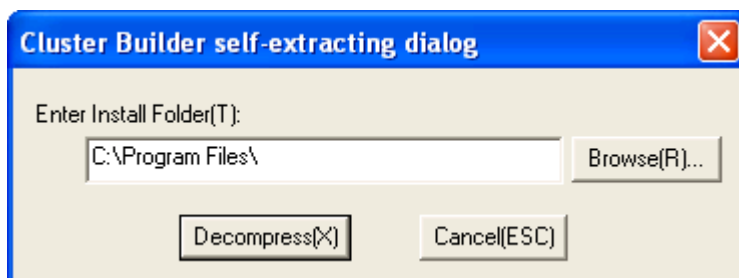 Cluster Builder self-extracting dialog
Enter Install Folder(T):
C:\Program Files\
Browse(R)...
Decompress(X)
Cancel(ESC)